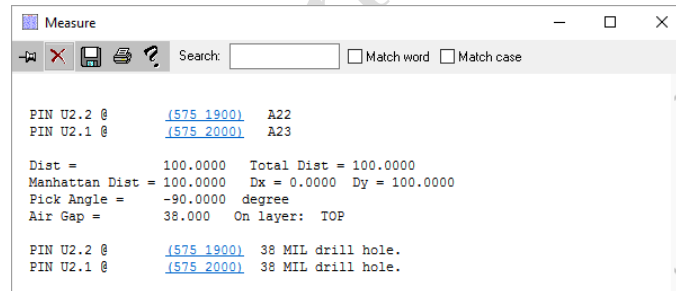 Measure
Search: Match word Match case
PIN U2.2 @ (575 1900) A22
PIN U2.1 @ (575 2000) A23
Dist = 100.0000 Total Dist = 100.0000
Manhattan Dist = 100.0000 Dx = 0.0000 Dy = 100.0000
Pick Angle = -90.0000 degree
Air Gap = 38.000 On layer: TOP
PIN U2.2 @ (575 1900) 38 MIL drill hole.
PIN U2.1 @ (575 2000) 38 MIL drill hole.